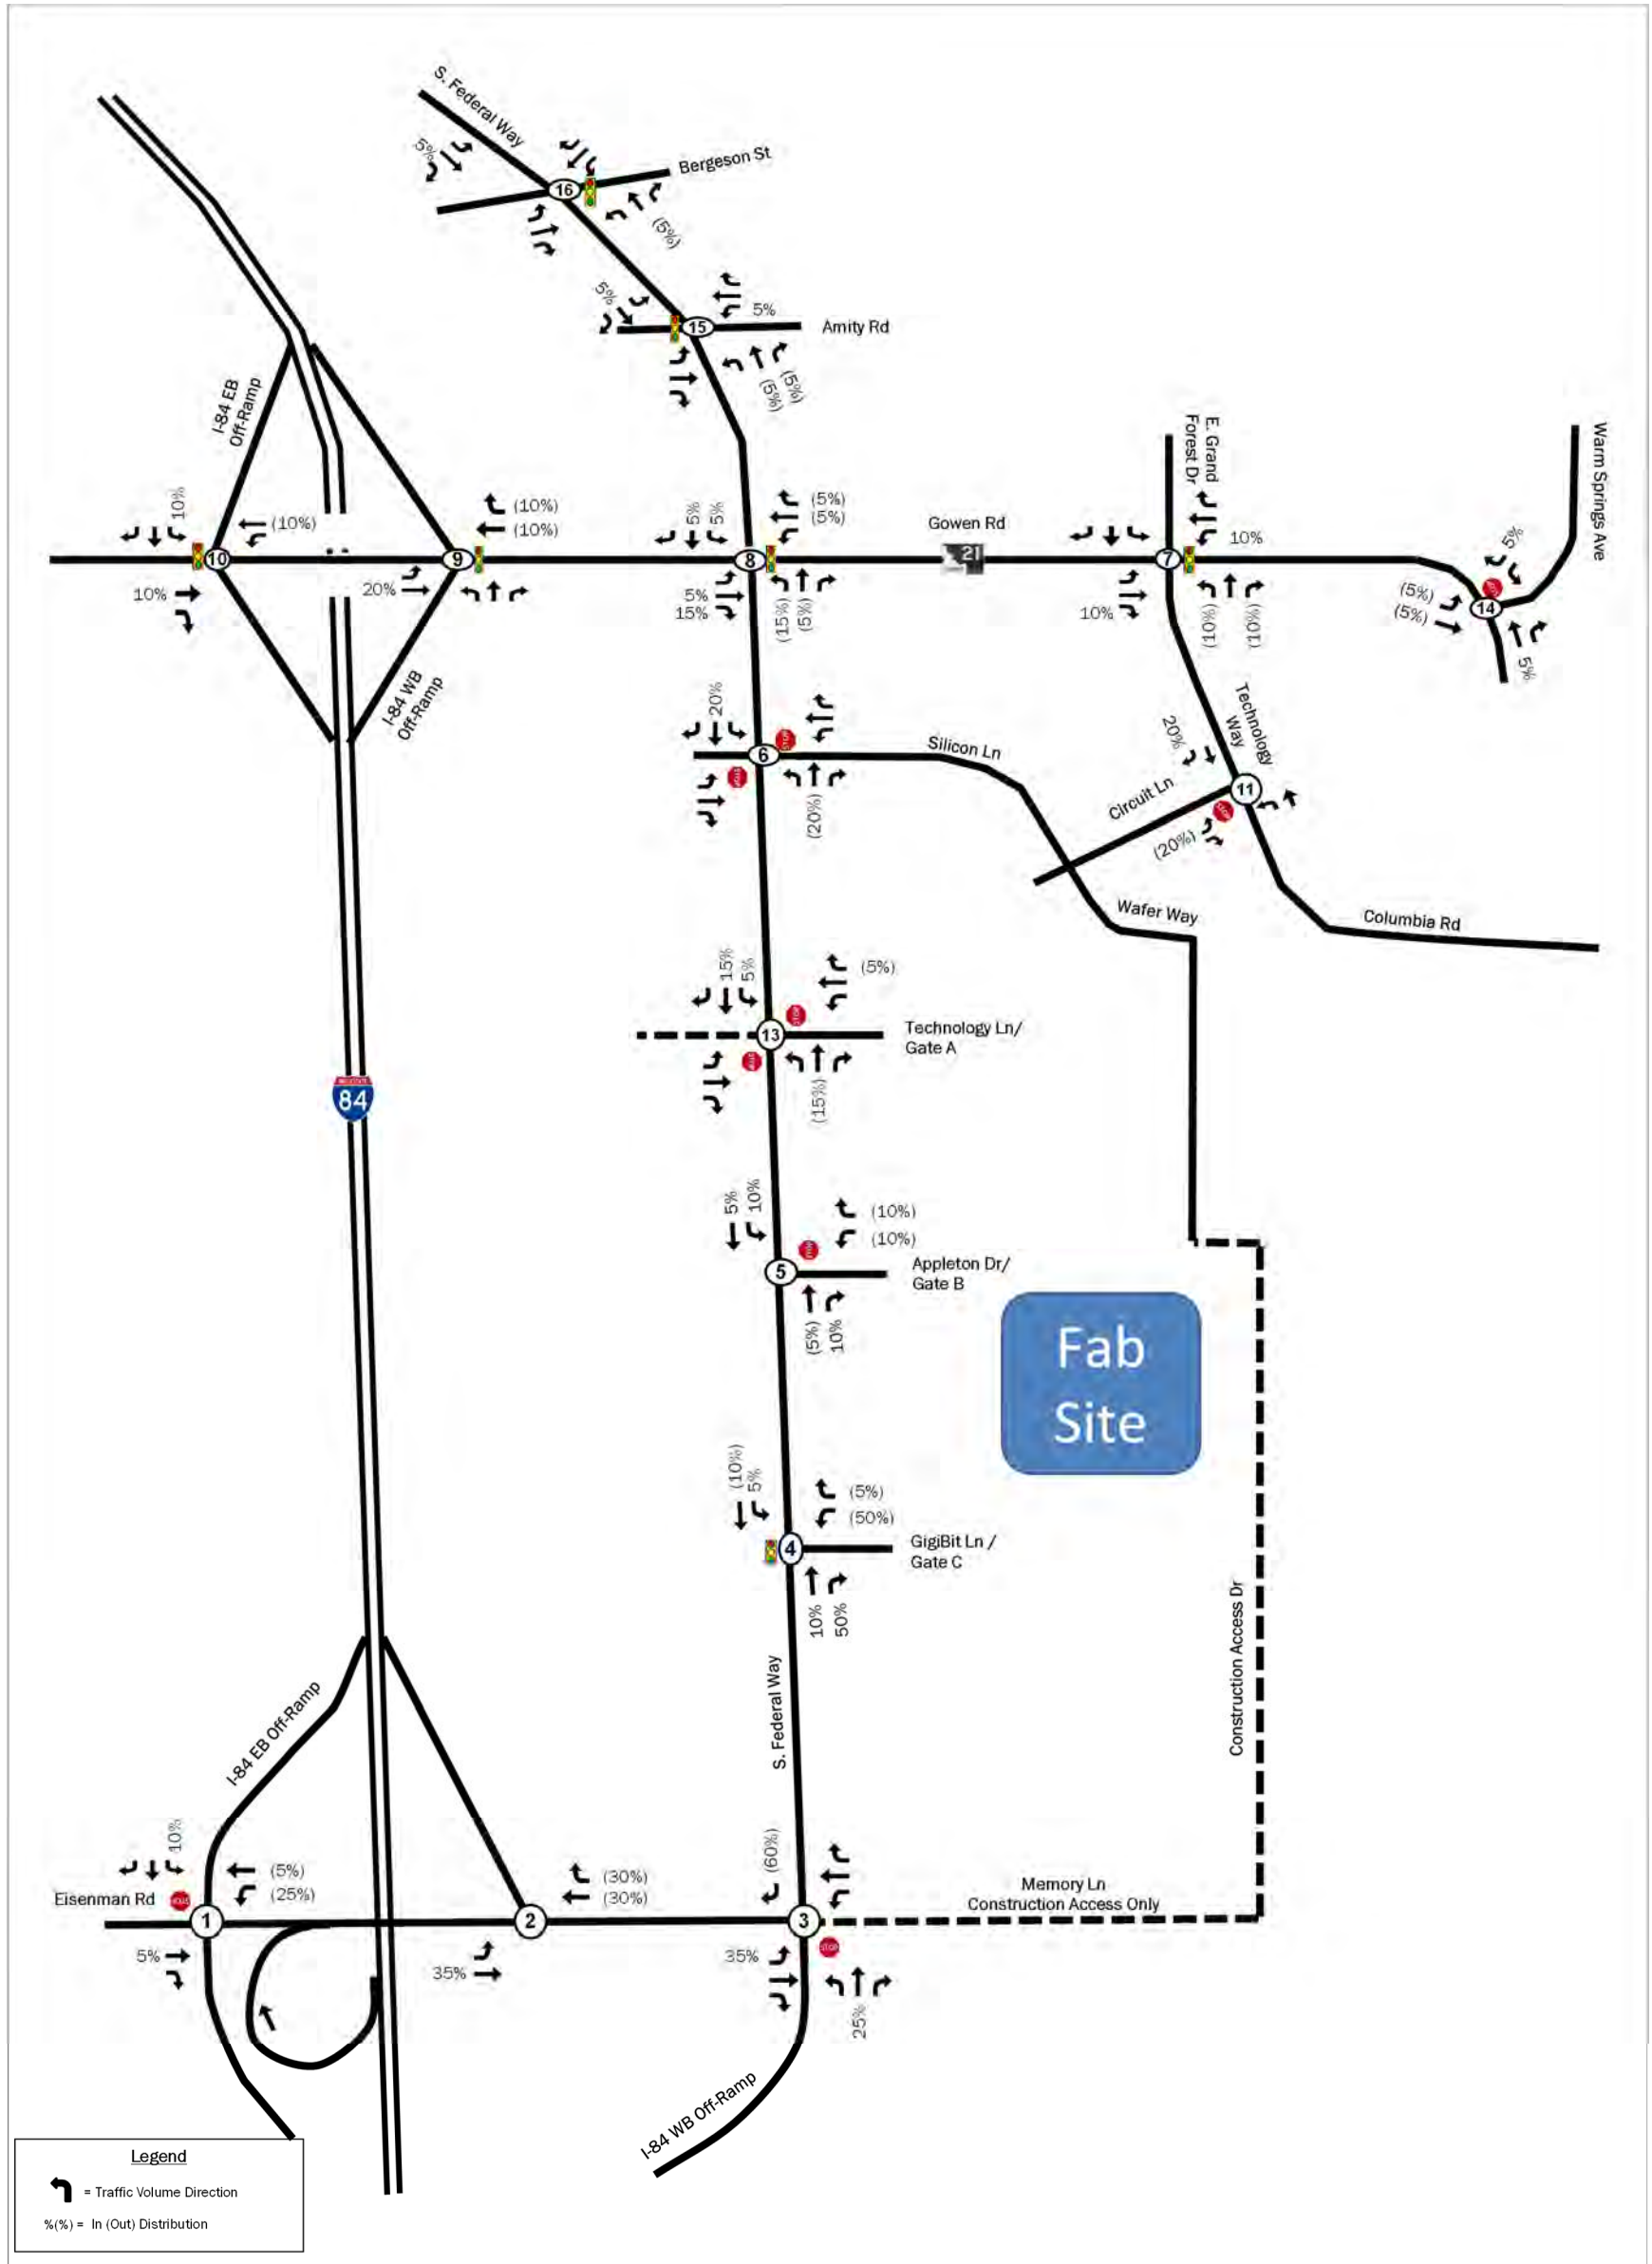 S. Federal Way
Bergeson St
5%
16
(5%)
5%
15
5%
Amity Rd
(5%)
(5%)
I-84 EB
Off-Ramp
10%
(10%)
10
10%
(10%)
(10%)
9
20%
I-84 WB
Off-Ramp
5%
5%
(5%)
(5%)
8
5%
15%
(15%)
(5%)
Gowen Rd
21
E. Grand
Forest Dr
10%
7
10%
(10%)
(10%)
Warm Springs Ave
5%
(5%)
(5%)
14
5%
20%
6
STOP
Silicon Ln
(20%)
Technology
Way
20%
11
Circuit Ln
(20%)
Wafer Way
Columbia Rd
15%
5%
(5%)
STOP
13
Technology Ln/
Gate A
(15%)
84
5%
10%
(10%)
(10%)
STOP
5
Appleton Dr/
Gate B
(5%)
10%
Fab
Site
(10%)
5%
(5%)
(50%)
4
GigiBit Ln /
Gate C
10%
50%
Construction Access Dr
S. Federal Way
I-84 EB Off-Ramp
10%
(5%)
(25%)
Eisenman Rd
1
5%
(30%)
(30%)
2
35%
(60%)
3
STOP
35%
25%
Memory Ln
Construction Access Only
I-84 WB Off-Ramp
Legend
= Traffic Volume Direction
%(%) = In (Out) Distribution